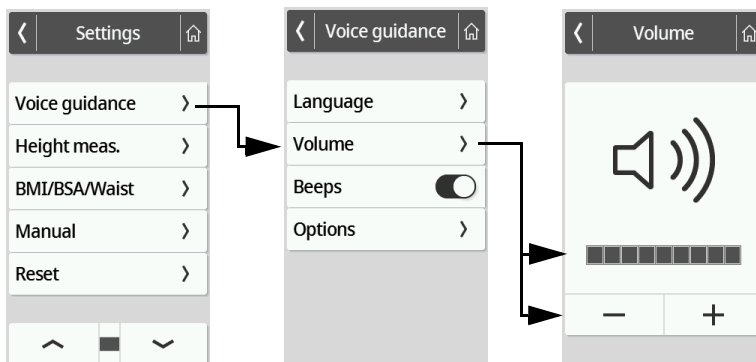 Settings
Voice guidance
Height meas.
BMI/BSA/Waist
Manual
Reset
Voice guidance
Language
Volume
Beeps
Options
Volume
− +